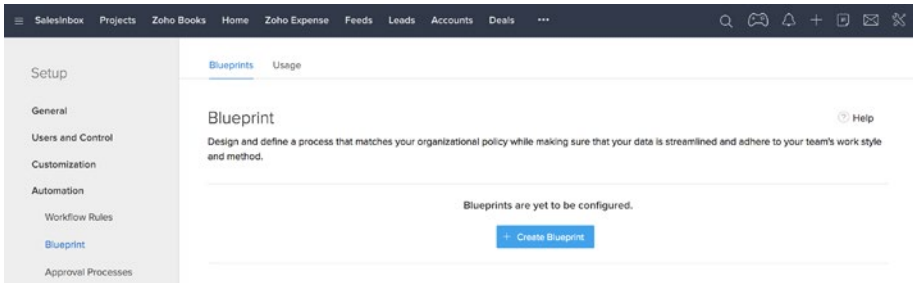 SalesInbox Projects Zoho Books Home Zoho Expense Feeds Leads Accounts Deals ...
Setup
General
Users and Control
Customization
Automation
Workflow Rules
Blueprint
Approval Processes
Blueprints Usage
Blueprint
? Help
Design and define a process that matches your organizational policy while making sure that your data is streamlined and adhere to your team's work style
and method.
Blueprints are yet to be configured.
+ Create Blueprint